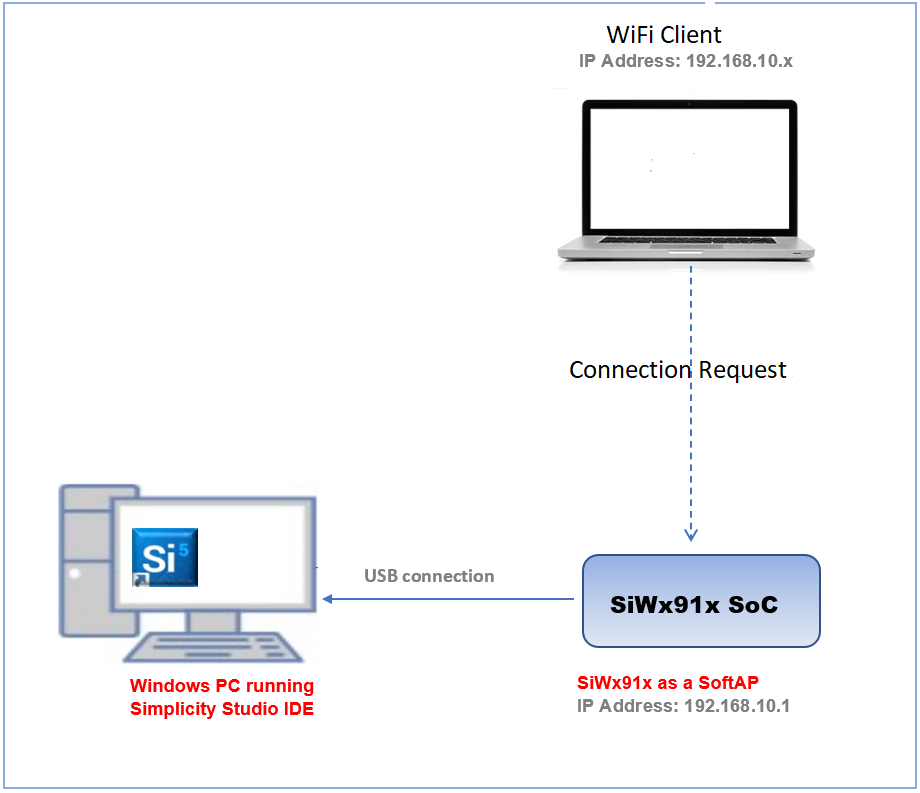 WiFi Client
IP Address: 192.168.10.x
Connection Request
Si 5
USB connection
SiWx91x SoC
Windows PC running
Simplicity Studio IDE
SiWx91x as a SoftAP
IP Address: 192.168.10.1